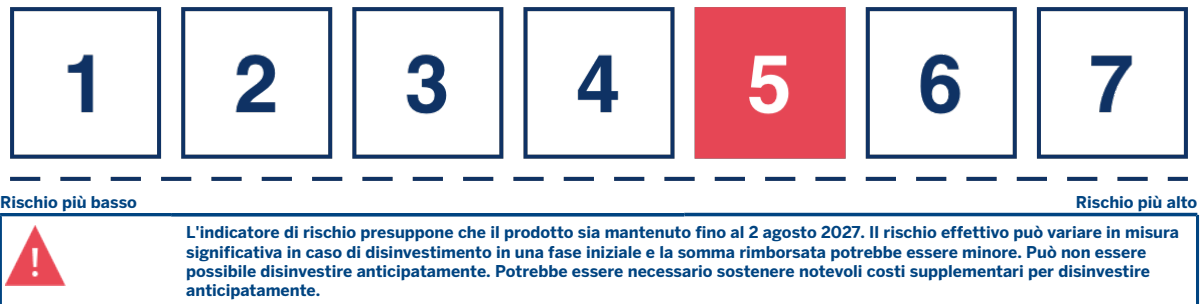 1 2 3 4 5 6 7
Rischio più basso Rischio più alto
L'indicatore di rischio presuppone che il prodotto sia mantenuto fino al 2 agosto 2027. Il rischio effettivo può variare in misura
significativa in caso di disinvestimento in una fase iniziale e la somma rimborsata potrebbe essere minore. Può non essere
possibile disinvestire anticipatamente. Potrebbe essere necessario sostenere notevoli costi supplementari per disinvestire
anticipatamente.